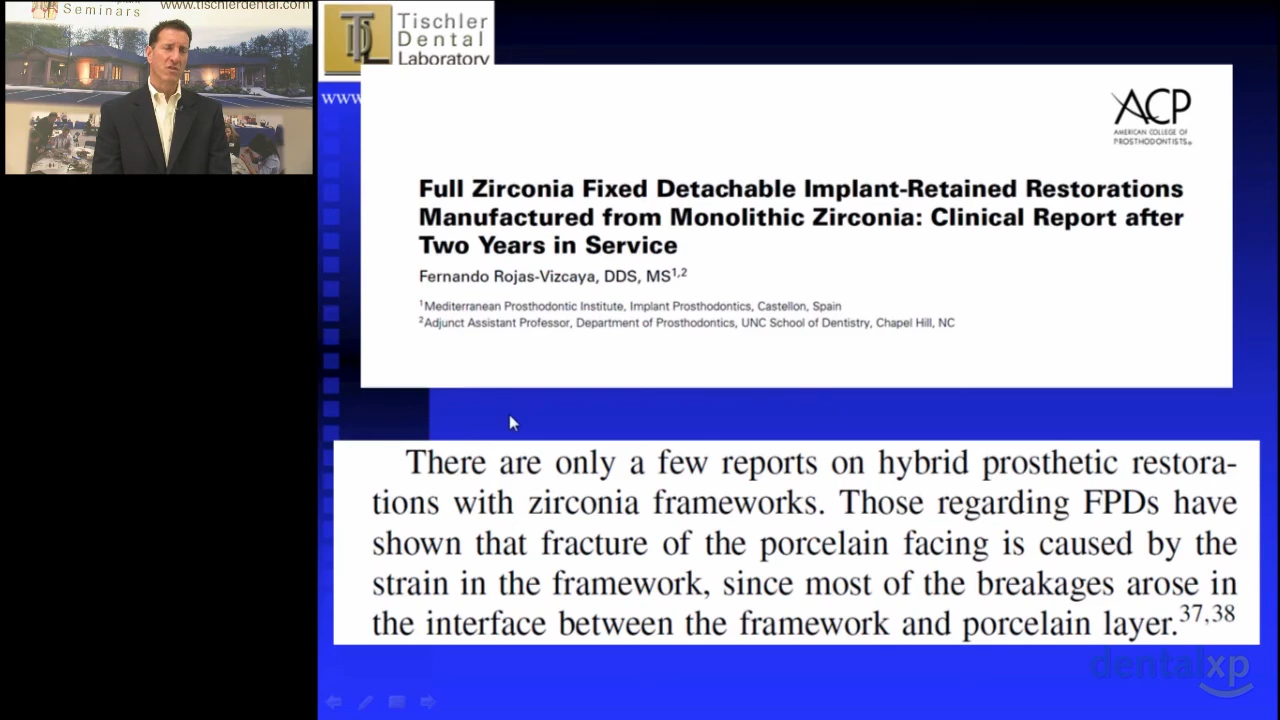 www.tischlerdental.com
Seminars
Tischler
Dental
Laboratory
www
ACP
AMERICAN COLLEGE OF
PROSTHODONTISTS
Full Zirconia Fixed Detachable Implant-Retained Restorations
Manufactured from Monolithic Zirconia: Clinical Report after
Two Years in Service
Fernando Rojas-Vizcaya, DDS, MS1,2
1Mediterranean Prosthodontic Institute, Implant Prosthodontics, Castellon, Spain
2Adjunct Assistant Professor, Department of Prosthodontics, UNC School of Dentistry, Chapel Hill, NC
There are only a few reports on hybrid prosthetic restora-
tions with zirconia frameworks. Those regarding FPDs have
shown that fracture of the porcelain facing is caused by the
strain in the framework, since most of the breakages arose in
the interface between the framework and porcelain layer.37,38
dentalxp